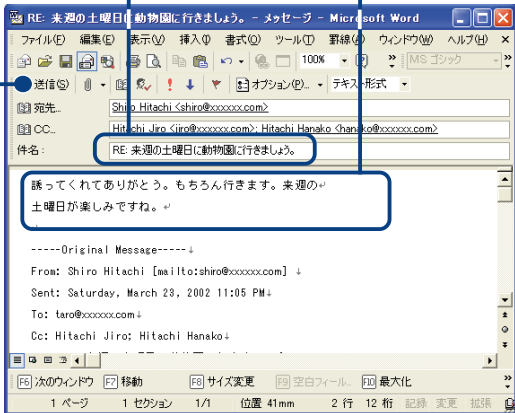 RE: 来週の土曜日に動物園に行きましょう。 - メッセージ - Microsoft Word
ファイル(F) 編集(E) 表示(V) 挿入(I) 書式(O) ツール(T) 罫線(A) ウィンドウ(W) ヘルプ(H)
100% MS ゴシック
送信(S) オプション(P)... テキスト形式
宛先... Shiro Hitachi <shiro@xxxxxx.com>
CC... Hitachi Jiro <jiro@xxxxxx.com>; Hitachi Hanako <hanako@xxxxxx.com>
件名: RE: 来週の土曜日に動物園に行きましょう。
誘ってくれてありがとう。もちろん行きます。来週の
土曜日が楽しみですね。
-----Original Message-----
From: Shiro Hitachi [mailto:shiro@xxxxxx.com]
Sent: Saturday, March 23, 2002 11:05 PM
To: taro@xxxxxx.com
Cc: Hitachi Jiro; Hitachi Hanako
F6 次のウィンドウ F7 移動 F8 サイズ変更 F9 空白フィール.. F10 最大化
1 ページ 1 セクション 1/1 位置 41mm 2 行 12 桁 記録 変更 拡張